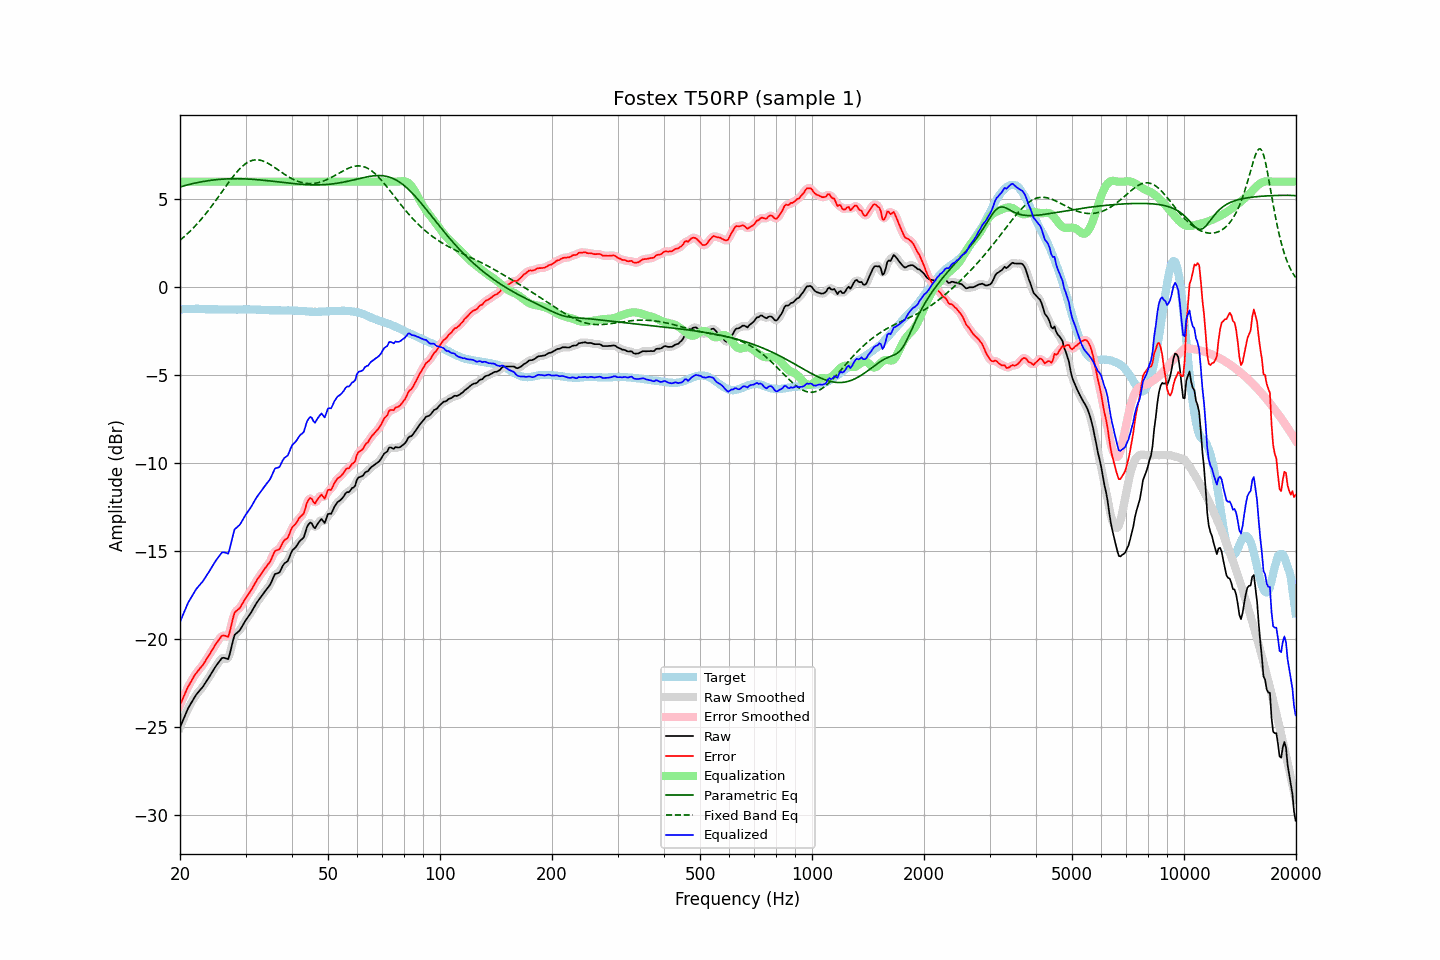 Fostex T50RP (sample 1)
Amplitude (dBr)
5
0
−5
−10
−15
−20
−25
−30
Target
Raw Smoothed
Error Smoothed
Raw
Error
Equalization
Parametric Eq
Fixed Band Eq
Equalized
20 50 100 200 500 1000 2000 5000 10000 20000
Frequency (Hz)